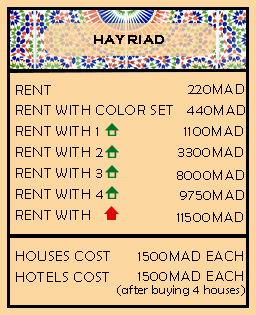 HAY RIAD
RENT 220MAD
RENT WITH COLOR SET 440MAD
RENT WITH 1 1100MAD
RENT WITH 2 3300MAD
RENT WITH 3 8000MAD
RENT WITH 4 9750MAD
RENT WITH 11500MAD
HOUSES COST 1500MAD EACH
HOTELS COST 1500MAD EACH
(after buying 4 houses)